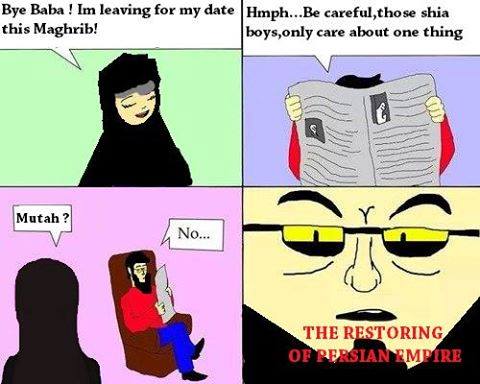 Bye Baba ! Im leaving for my date
this Maghrib!
Hmph...Be careful,those shia
boys,only care about one thing
Mutah ?
No...
THE RESTORING
OF PERSIAN EMPIRE